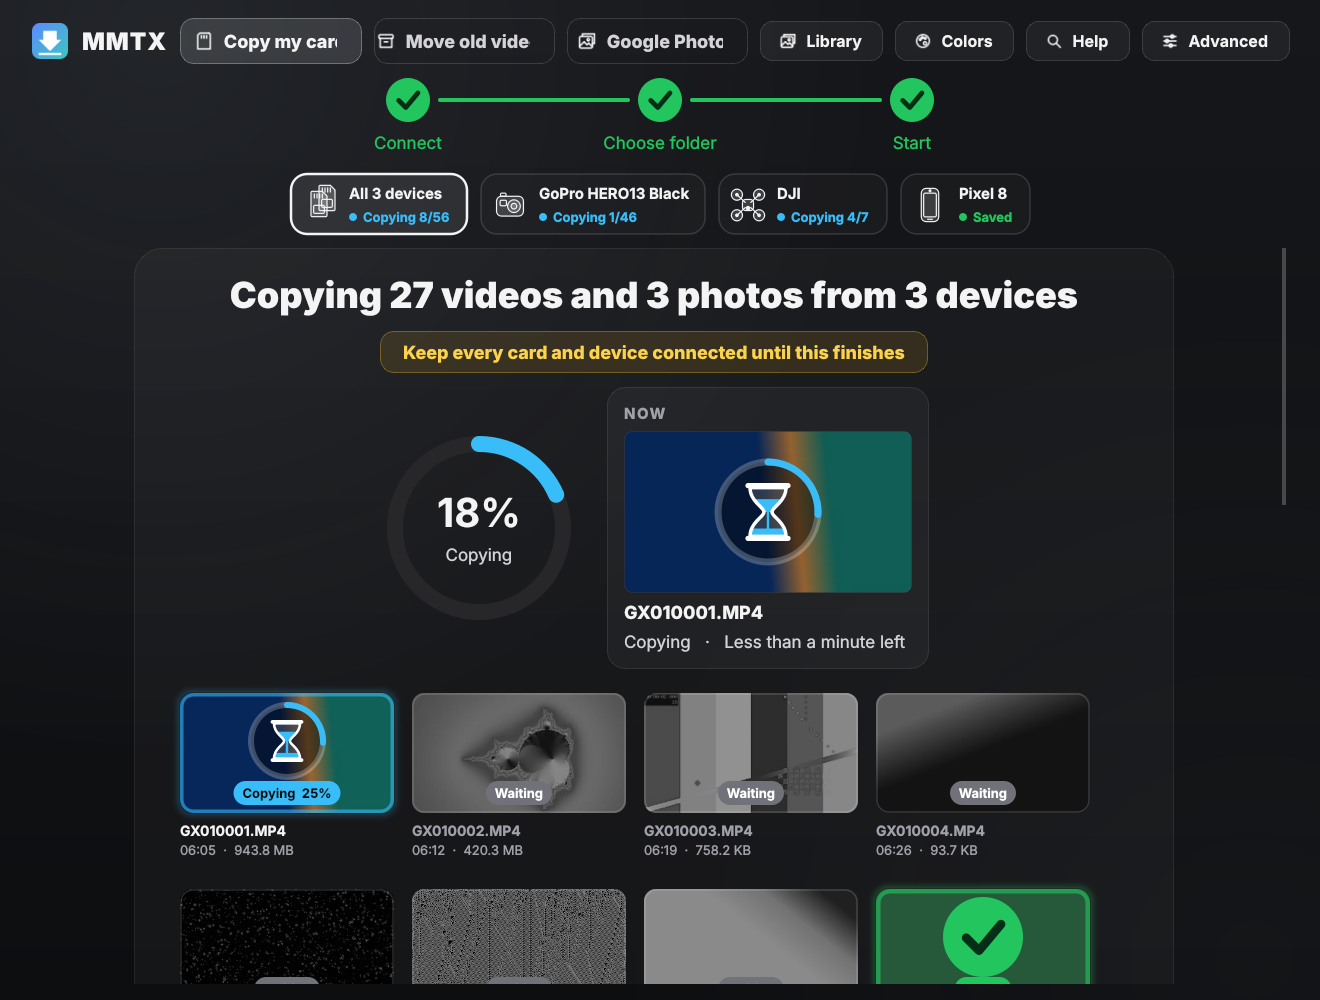 MMTX
Copy my car
Move old vide
Google Photo
Library
Colors
Help
Advanced
Connect
Choose folder
Start
All 3 devices
Copying 8/56
GoPro HERO13 Black
Copying 1/46
DJI
Copying 4/7
Pixel 8
Saved
Copying 27 videos and 3 photos from 3 devices
Keep every card and device connected until this finishes
18%
Copying
NOW
GX010001.MP4
Copying · Less than a minute left
Copying 25%
Waiting
Waiting
Waiting
GX010001.MP4
GX010002.MP4
GX010003.MP4
GX010004.MP4
06:05 · 943.8 MB
06:12 · 420.3 MB
06:19 · 758.2 KB
06:26 · 93.7 KB